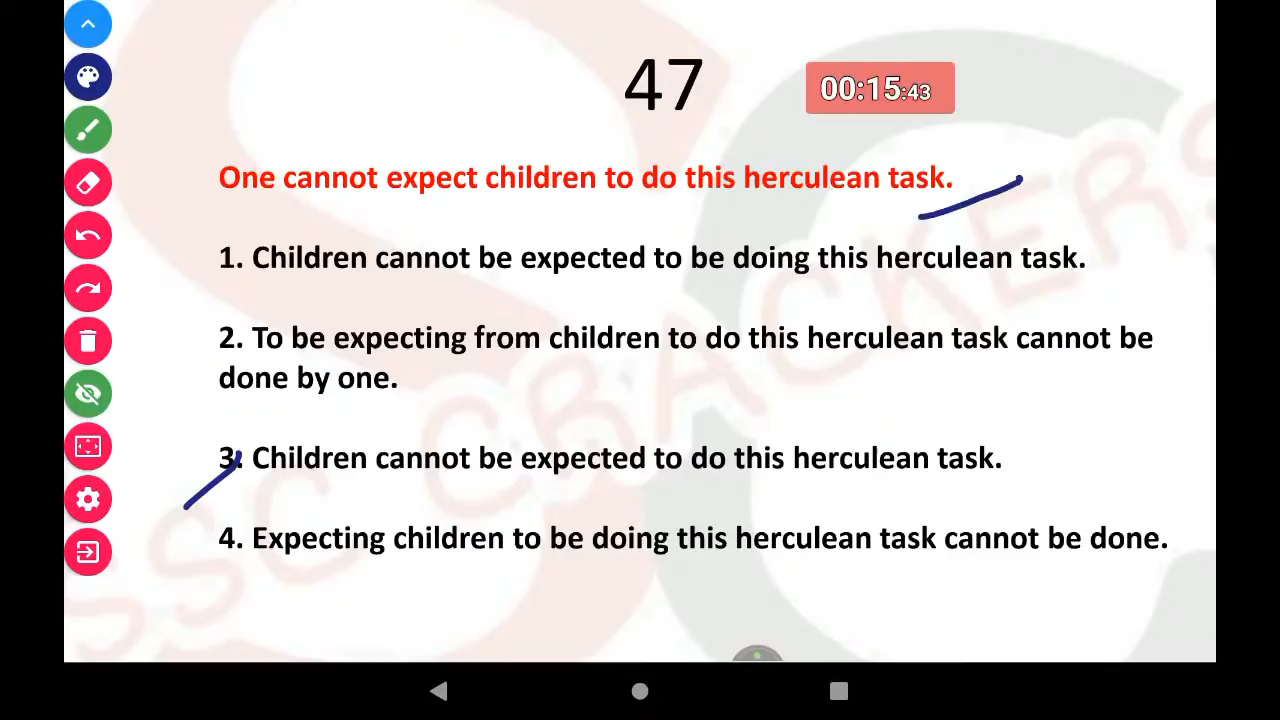 47
00:15:43
One cannot expect children to do this herculean task.
1. Children cannot be expected to be doing this herculean task.
2. To be expecting from children to do this herculean task cannot be
done by one.
3. Children cannot be expected to do this herculean task.
4. Expecting children to be doing this herculean task cannot be done.
SSC CRACKERS